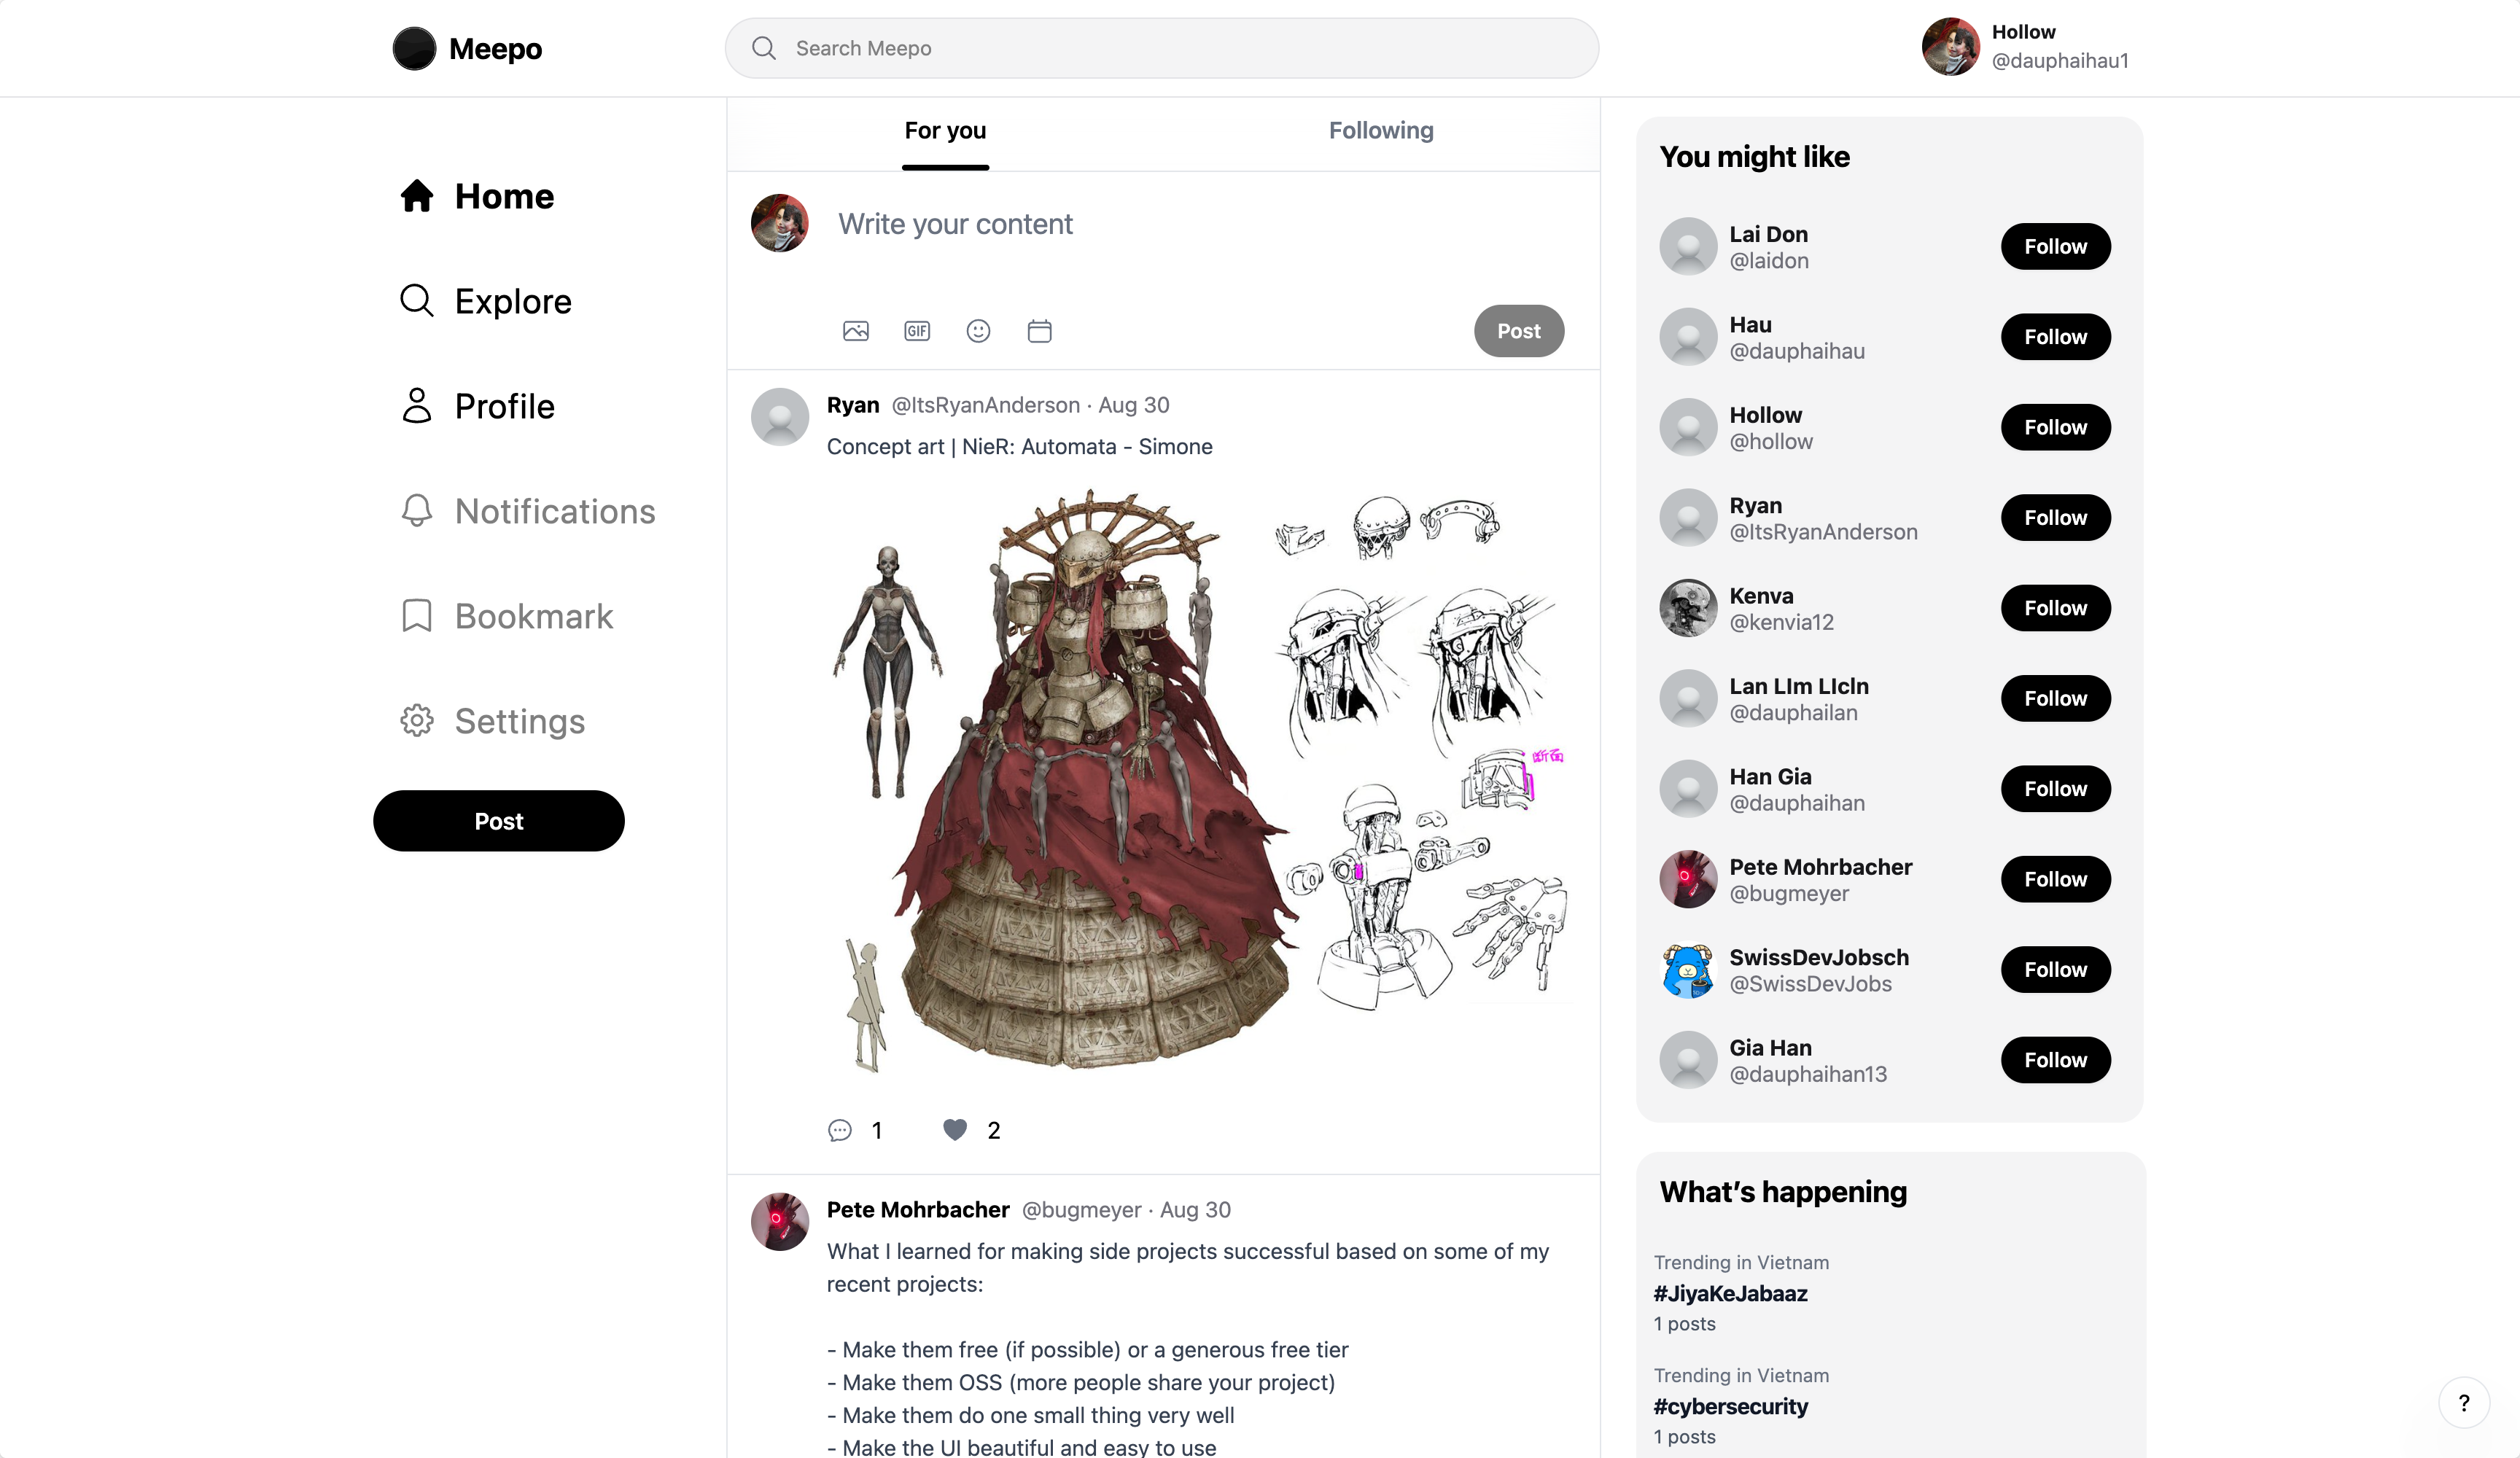 Meepo
Search Meepo
Hollow
@dauphaihau1
Home
Explore
Profile
Notifications
Bookmark
Settings
Post
For you
Following
Write your content
GIF
Post
Ryan @ItsRyanAnderson · Aug 30
Concept art | NieR: Automata - Simone
断面
1
2
Pete Mohrbacher @bugmeyer · Aug 30
What I learned for making side projects successful based on some of my
recent projects:
- Make them free (if possible) or a generous free tier
- Make them OSS (more people share your project)
- Make them do one small thing very well
- Make the UI beautiful and easy to use
You might like
Lai Don
@laidon
Follow
Hau
@dauphaihau
Follow
Hollow
@hollow
Follow
Ryan
@ItsRyanAnderson
Follow
Kenva
@kenvia12
Follow
Lan LIm LIcln
@dauphailan
Follow
Han Gia
@dauphaihan
Follow
Pete Mohrbacher
@bugmeyer
Follow
SwissDevJobsch
@SwissDevJobs
Follow
Gia Han
@dauphaihan13
Follow
What's happening
Trending in Vietnam
#JiyaKeJabaaz
1 posts
Trending in Vietnam
#cybersecurity
1 posts
?